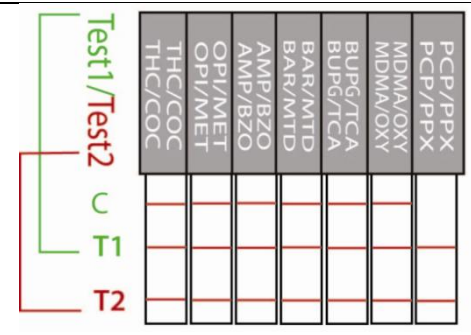 Test1/Test2
THC/COC
THC/COC
OPI/MET
OPI/MET
AMP/BZO
AMP/BZO
BAR/MTD
BAR/MTD
BUPG/TCA
BUPG/TCA
MDMA/OXY
MDMA/OXY
PCP/PPX
PCP/PPX
C
T1
T2